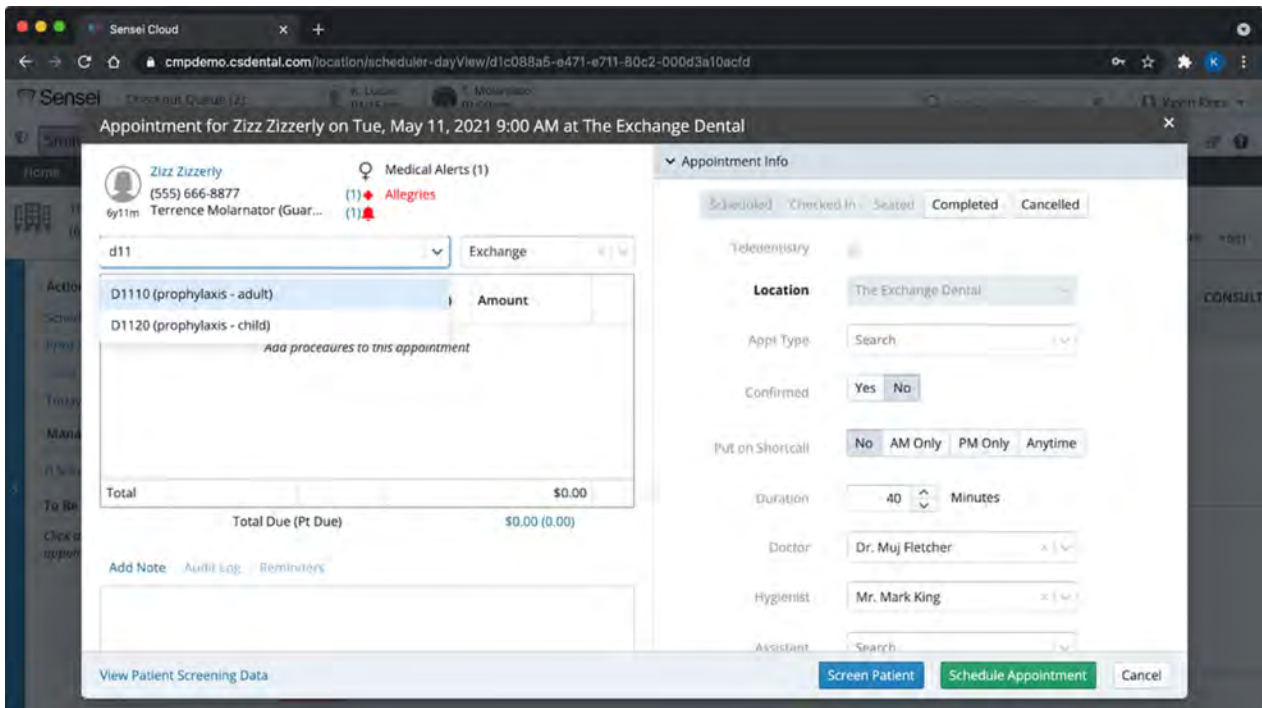 Sensei Cloud
cmpdemo.csdental.com/location/scheduler-dayView/d1c088a5-e471-e711-80c2-000d3a10acfd
K
Sensei
Checkout Queue (2)
Kevin
Home
Appointment for Zizz Zizzerly on Tue, May 11, 2021 9:00 AM at The Exchange Dental
Zizz Zizzerly
Medical Alerts (1)
(555) 666-8877
(1) Allegries
6y11m Terrence Molarnator (Guar...
(1)
d11
Exchange
D1110 (prophylaxis - adult)
Amount
D1120 (prophylaxis - child)
Add procedures to this appointment
Total $0.00
Total Due (Pt Due) $0.00 (0.00)
Add Note Audit Log Reminders
View Patient Screening Data
Appointment Info
Scheduled Checked In Seated Completed Cancelled
Teledentistry
Location The Exchange Dental
Appt Type Search
Confirmed Yes No
Put on Shortcall No AM Only PM Only Anytime
Duration 40 Minutes
Doctor Dr. Muj Fletcher
Hygienist Mr. Mark King
Assistant Search
Screen Patient Schedule Appointment Cancel
CONSULT